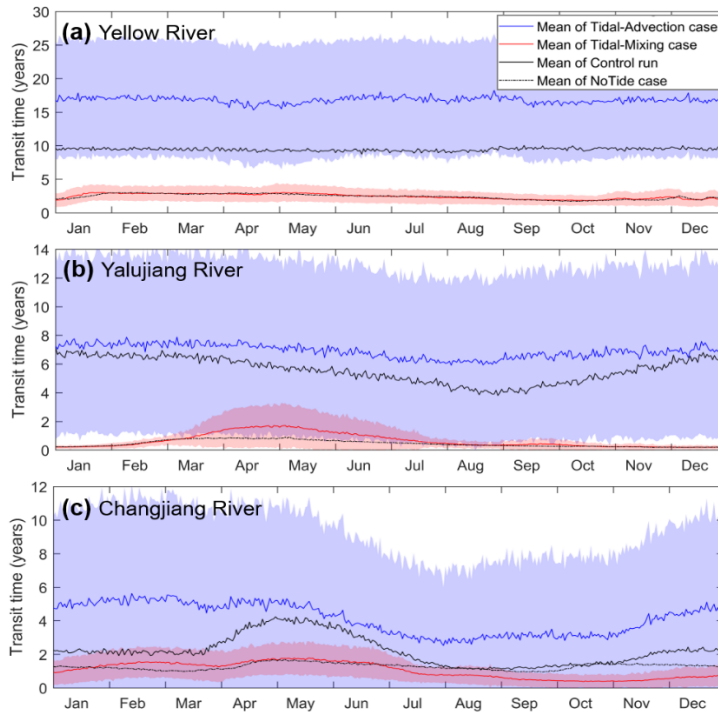 (a) Yellow River
Mean of Tidal-Advection case
Mean of Tidal-Mixing case
Mean of Control run
Mean of NoTide case
Transit time (years)
30
25
20
15
10
5
0
Jan Feb Mar Apr May Jun Jul Aug Sep Oct Nov Dec
(b) Yalujiang River
Transit time (years)
14
12
10
8
6
4
2
0
Jan Feb Mar Apr May Jun Jul Aug Sep Oct Nov Dec
(c) Changjiang River
Transit time (years)
12
10
8
6
4
2
0
Jan Feb Mar Apr May Jun Jul Aug Sep Oct Nov Dec